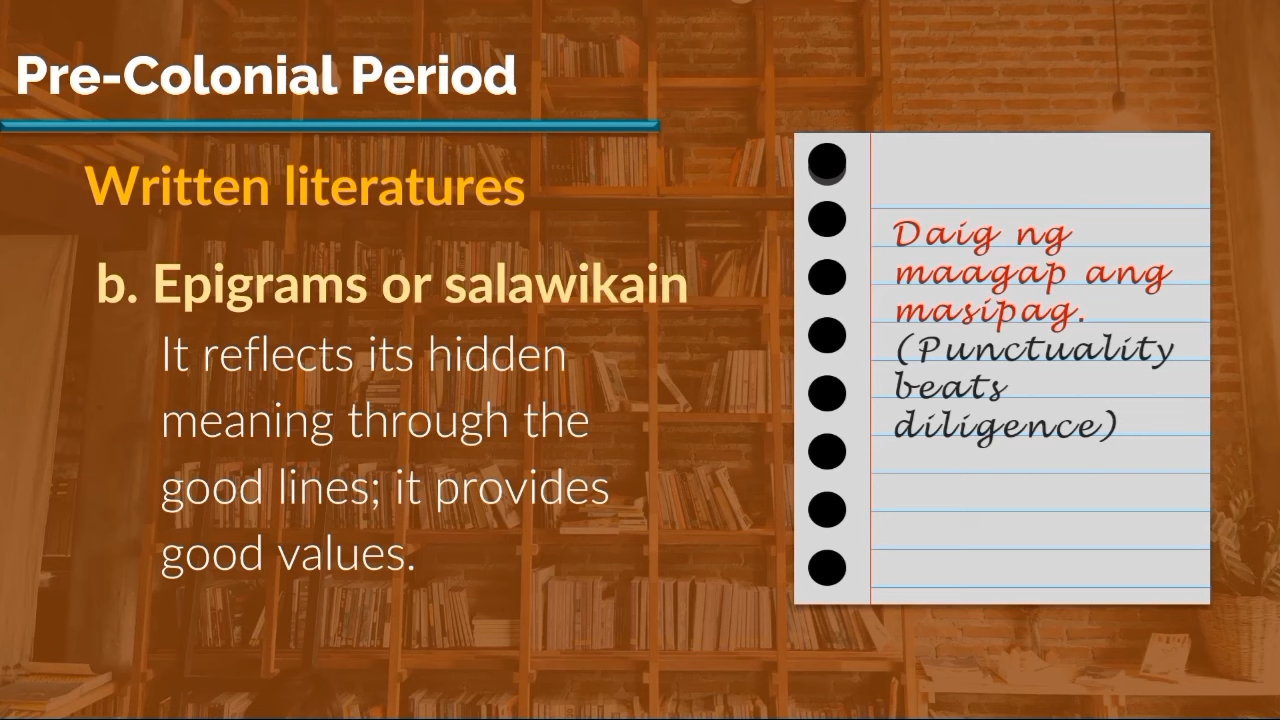 Pre-Colonial Period
Written literatures
b. Epigrams or salawikain
It reflects its hidden
meaning through the
good lines; it provides
good values.
Daig ng
maagap ang
masipag.
(Punctuality
beats
diligence)